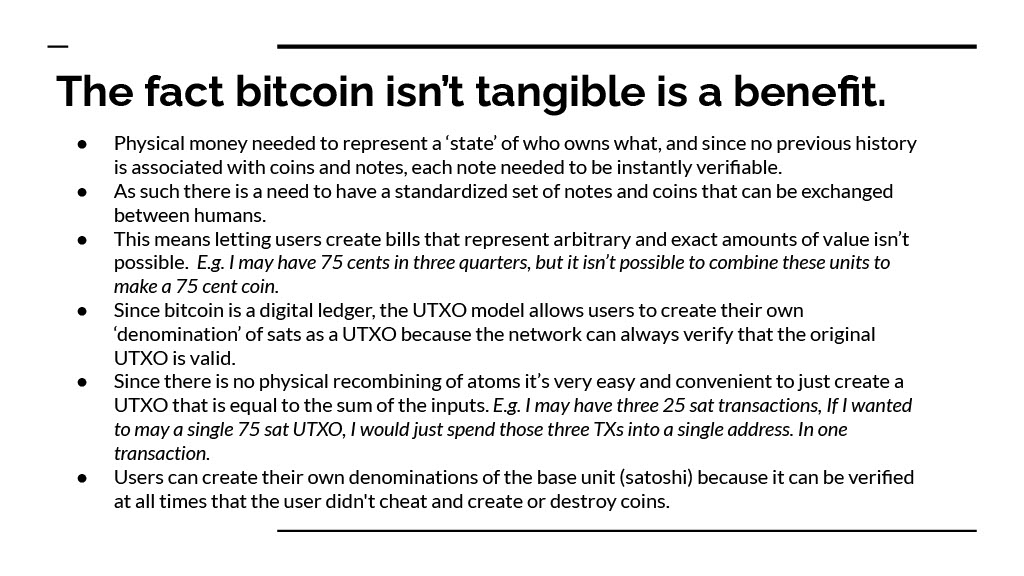 The fact bitcoin isn’t tangible is a benefit.
● Physical money needed to represent a ‘state’ of who owns what, and since no previous history
is associated with coins and notes, each note needed to be instantly verifiable.
● As such there is a need to have a standardized set of notes and coins that can be exchanged
between humans.
● This means letting users create bills that represent arbitrary and exact amounts of value isn’t
possible. E.g. I may have 75 cents in three quarters, but it isn’t possible to combine these units to
make a 75 cent coin.
● Since bitcoin is a digital ledger, the UTXO model allows users to create their own
‘denomination’ of sats as a UTXO because the network can always verify that the original
UTXO is valid.
● Since there is no physical recombining of atoms it’s very easy and convenient to just create a
UTXO that is equal to the sum of the inputs. E.g. I may have three 25 sat transactions, If I wanted
to may a single 75 sat UTXO, I would just spend those three TXs into a single address. In one
transaction.
● Users can create their own denominations of the base unit (satoshi) because it can be verified
at all times that the user didn't cheat and create or destroy coins.